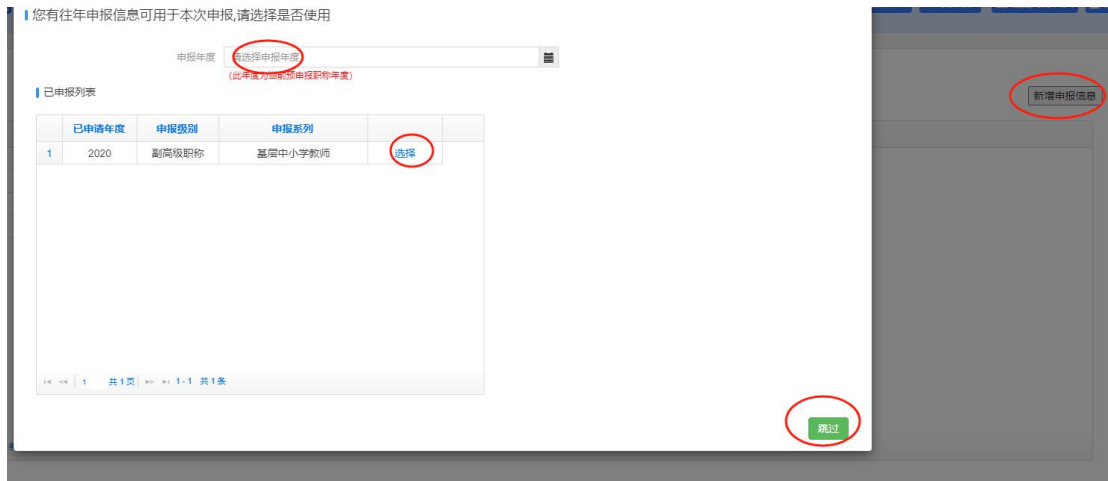 您有往年申报信息可用于本次申报,请选择是否使用
申报年度 请选择申报年度
(此年度为当前预申报职称年度)
已申报列表
新增申报信息
已申请年度 申报级别 申报系列
1 2020 副高级职称 基层中小学教师 选择
1 共1页 1-1 共1条
跳过